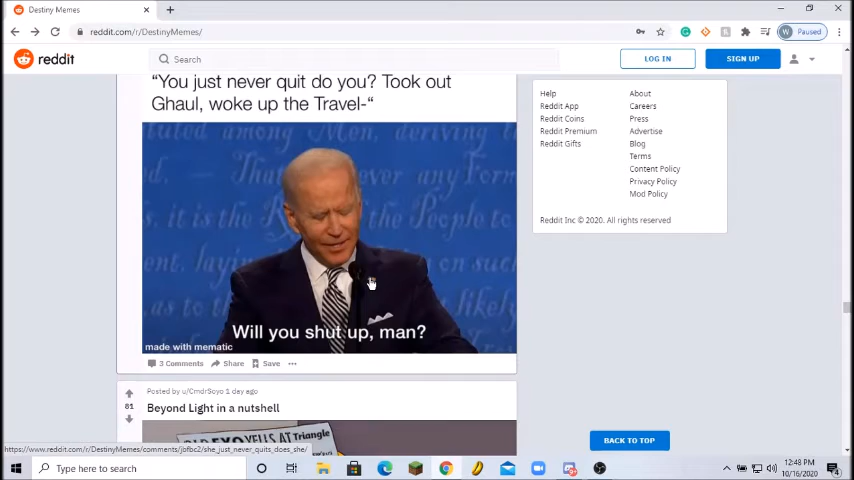 Destiny Memes
reddit.com/r/DestinyMemes/
Paused
reddit
Search
LOG IN
SIGN UP
"You just never quit do you? Took out
Ghaul, woke up the Travel-"
Will you shut up, man?
made with mematic
3 Comments
Share
Save
Help
Reddit App
Reddit Coins
Reddit Premium
Reddit Gifts
About
Careers
Press
Advertise
Blog
Terms
Content Policy
Privacy Policy
Mod Policy
Reddit Inc © 2020. All rights reserved
81
Posted by u/CmdrSoyo 1 day ago
Beyond Light in a nutshell
EXO YELLS AT Triangle
BACK TO TOP
https://www.reddit.com/r/DestinyMemes/comments/jbfbc2/she_just_never_quits_does_she/
Type here to search
12:48 PM
10/16/2020